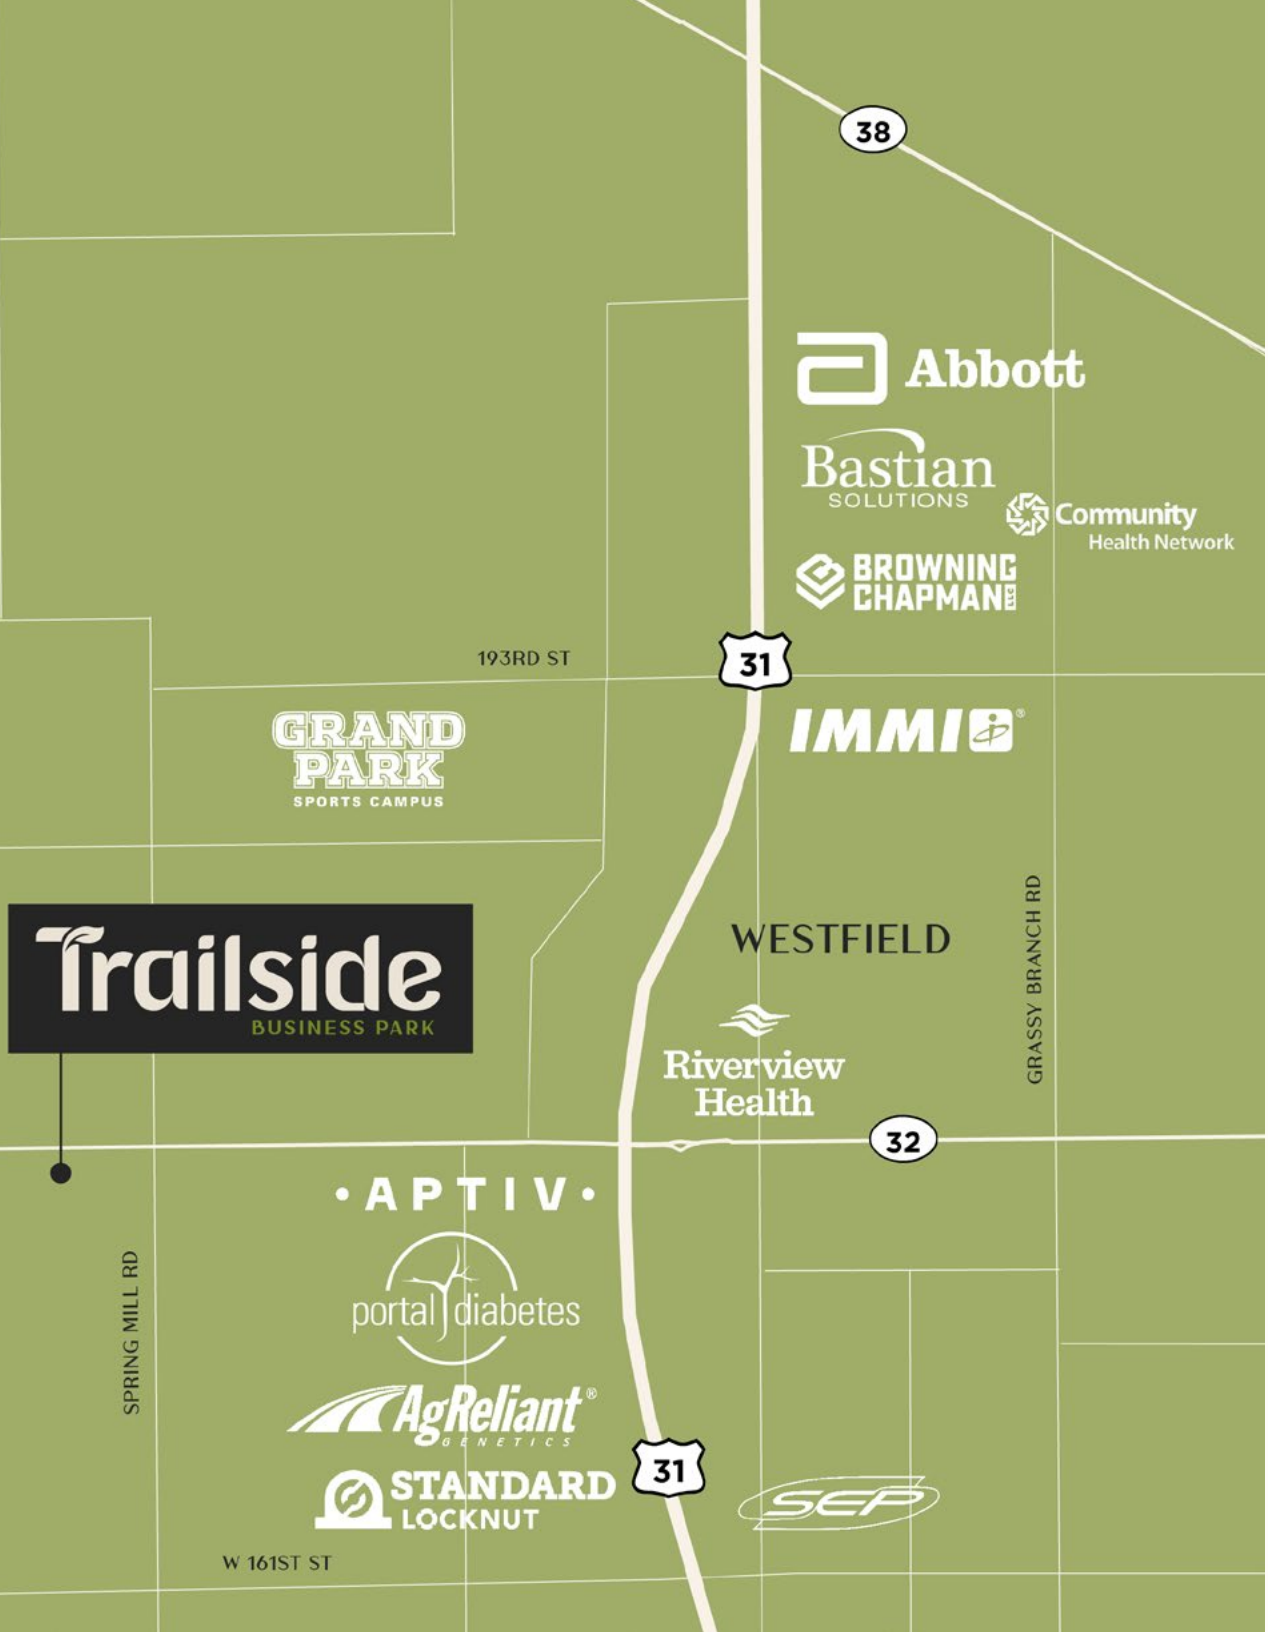 38
Abbott
Bastian
SOLUTIONS
Community
Health Network
BROWNING
CHAPMAN LLC
193RD ST
31
GRAND
PARK
SPORTS CAMPUS
IMMI®
Trailside
BUSINESS PARK
WESTFIELD
GRASSY BRANCH RD
Riverview
Health
32
•APTIV•
SPRING MILL RD
portal diabetes
AgReliant®
GENETICS
31
STANDARD
LOCKNUT
SEP
W 161ST ST